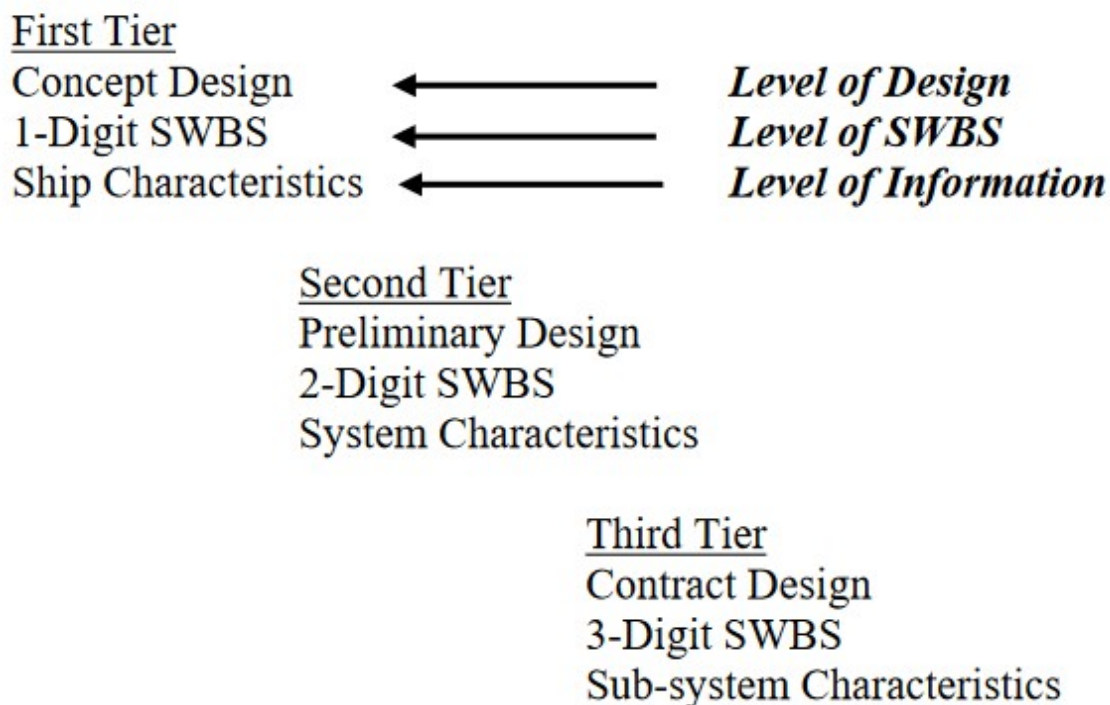 First Tier
Concept Design Level of Design
1-Digit SWBS Level of SWBS
Ship Characteristics Level of Information
Second Tier
Preliminary Design
2-Digit SWBS
System Characteristics
Third Tier
Contract Design
3-Digit SWBS
Sub-system Characteristics